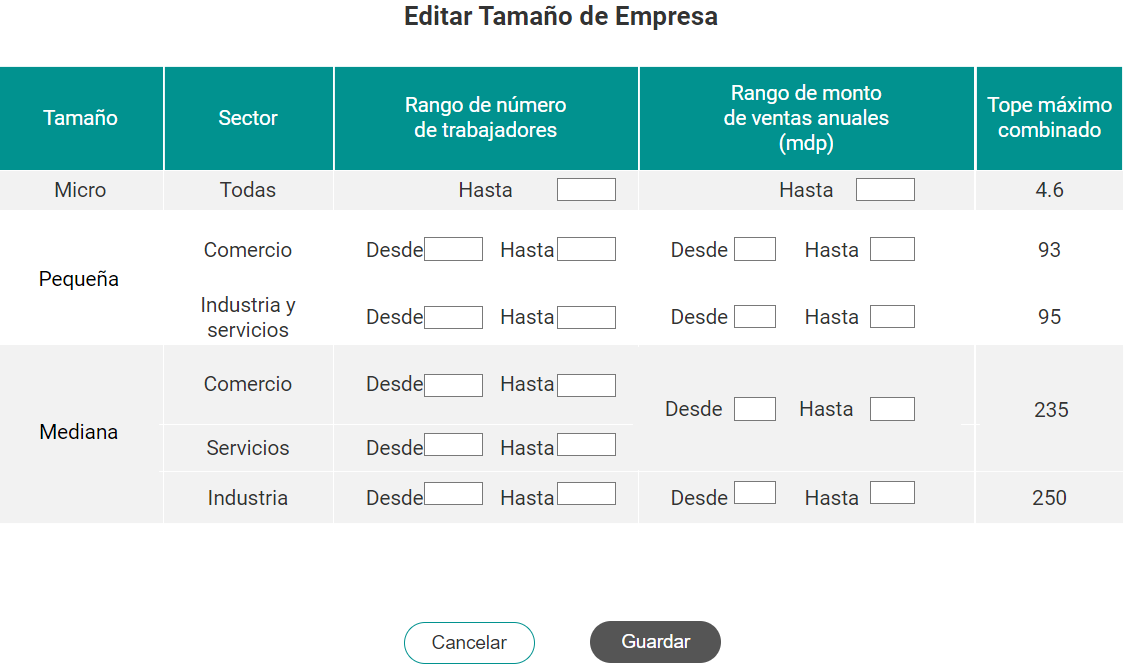 Editar Tamaño de Empresa
Tamaño
Sector
Rango de número
de trabajadores
Rango de monto
de ventas anuales
(mdp)
Tope máximo
combinado
Micro
Todas
Hasta
Hasta
4.6
Pequeña
Comercio
Desde Hasta
Desde Hasta
93
Industria y
servicios
Desde Hasta
Desde Hasta
95
Mediana
Comercio
Desde Hasta
Desde Hasta
235
Servicios
Desde Hasta
Industria
Desde Hasta
Desde Hasta
250
Cancelar
Guardar